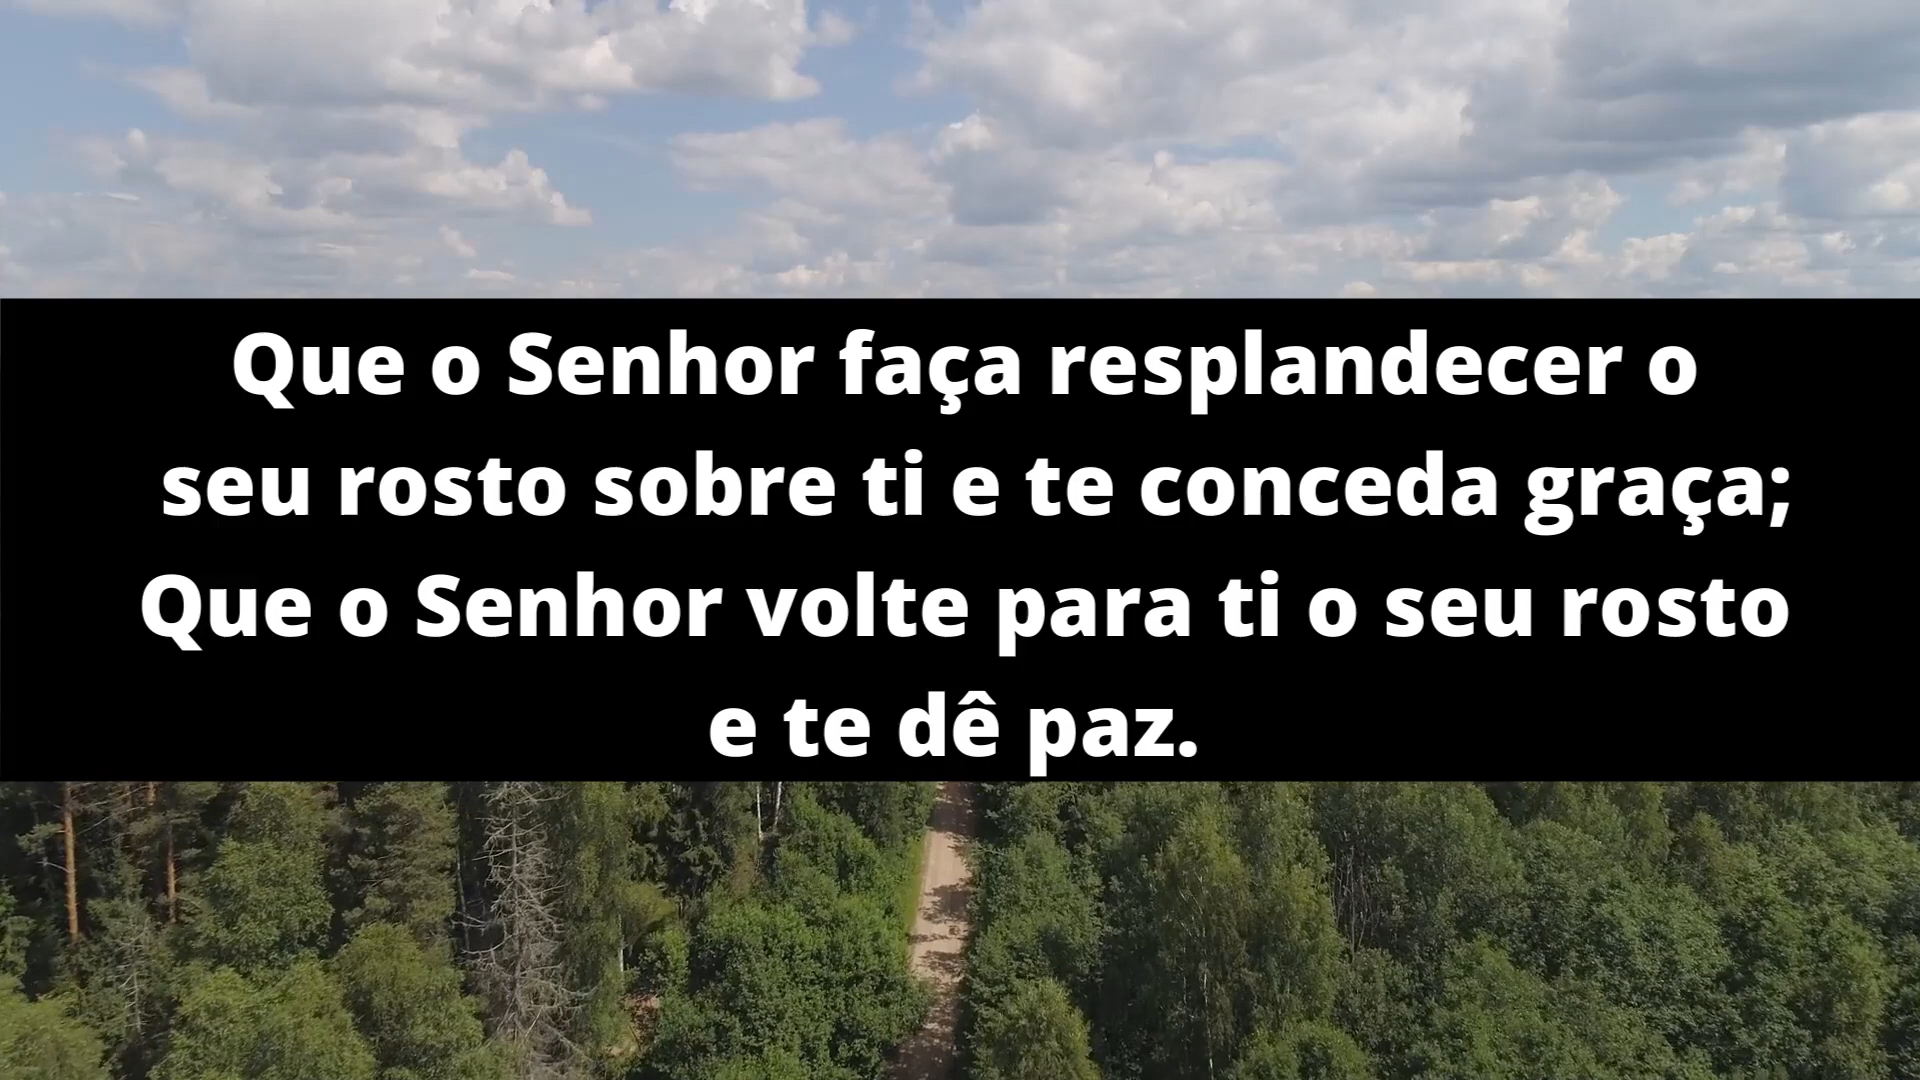 Que o Senhor faça resplandecer o
seu rosto sobre ti e te conceda graça;
Que o Senhor volte para ti o seu rosto
e te dê paz.